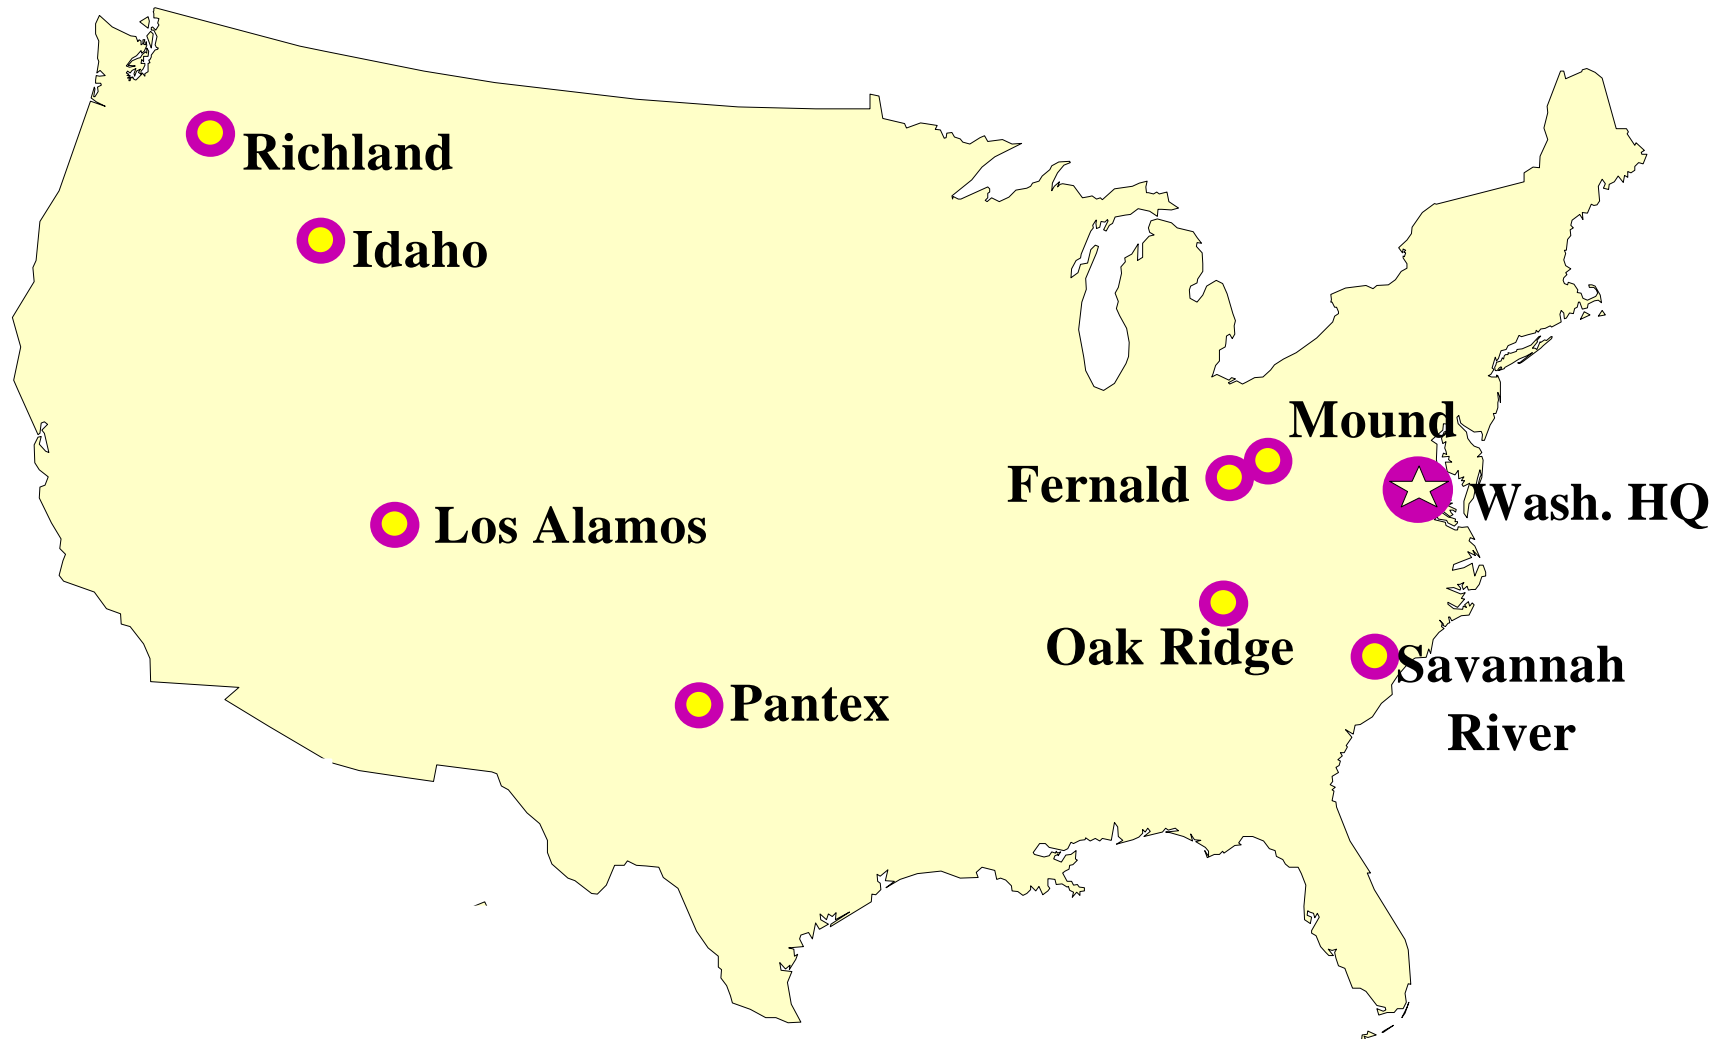 Richland
Idaho
Mound
Fernald
Wash. HQ
Los Alamos
Oak Ridge
Savannah
River
Pantex